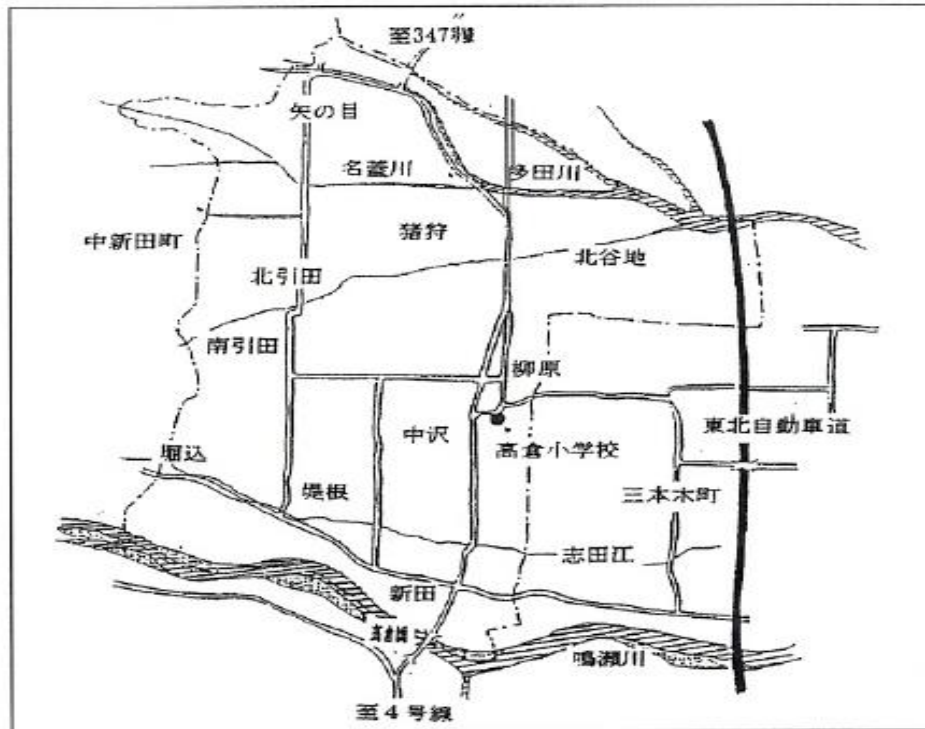 至347号線
矢の目
名蓋川
多田川
中新田町
猪狩
北谷地
北引田
南引田
柳原
中沢
高倉小学校
東北自動車道
堀込
堤根
三本木町
志田江
新田
鳴瀬川
至４号線